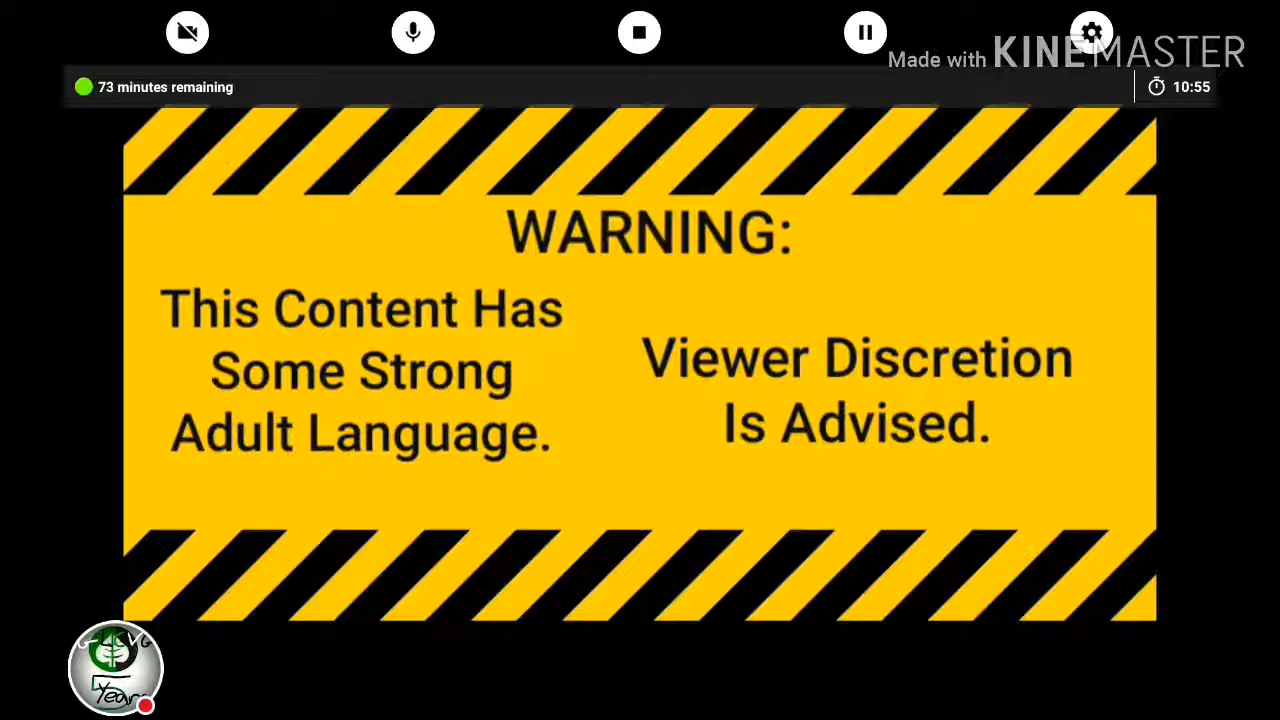 Made with KINEMASTER
73 minutes remaining
10:55
WARNING:
This Content Has
Some Strong
Adult Language.
Viewer Discretion
Is Advised.
Years